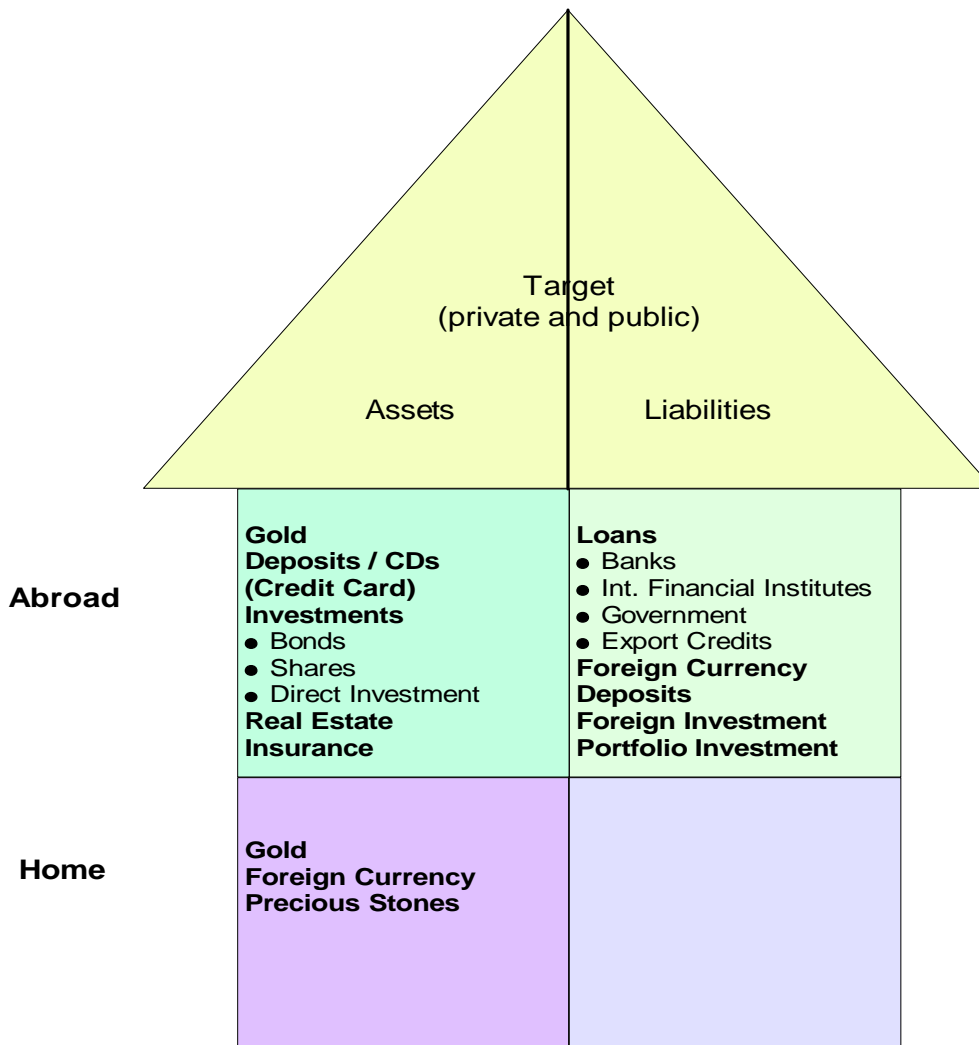 Target
(private and public)
Assets
Liabilities
Abroad
Gold
Deposits / CDs
(Credit Card)
Investments
● Bonds
● Shares
● Direct Investment
Real Estate
Insurance
Loans
● Banks
● Int. Financial Institutes
● Government
● Export Credits
Foreign Currency
Deposits
Foreign Investment
Portfolio Investment
Home
Gold
Foreign Currency
Precious Stones